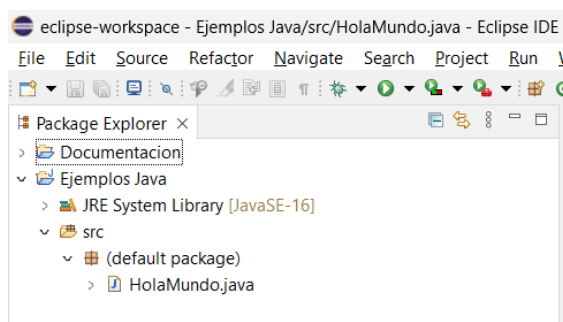 eclipse-workspace - Ejemplos Java/src/HolaMundo.java - Eclipse IDE
File Edit Source Refactor Navigate Search Project Run
Package Explorer
Documentacion
Ejemplos Java
JRE System Library [JavaSE-16]
src
(default package)
HolaMundo.java